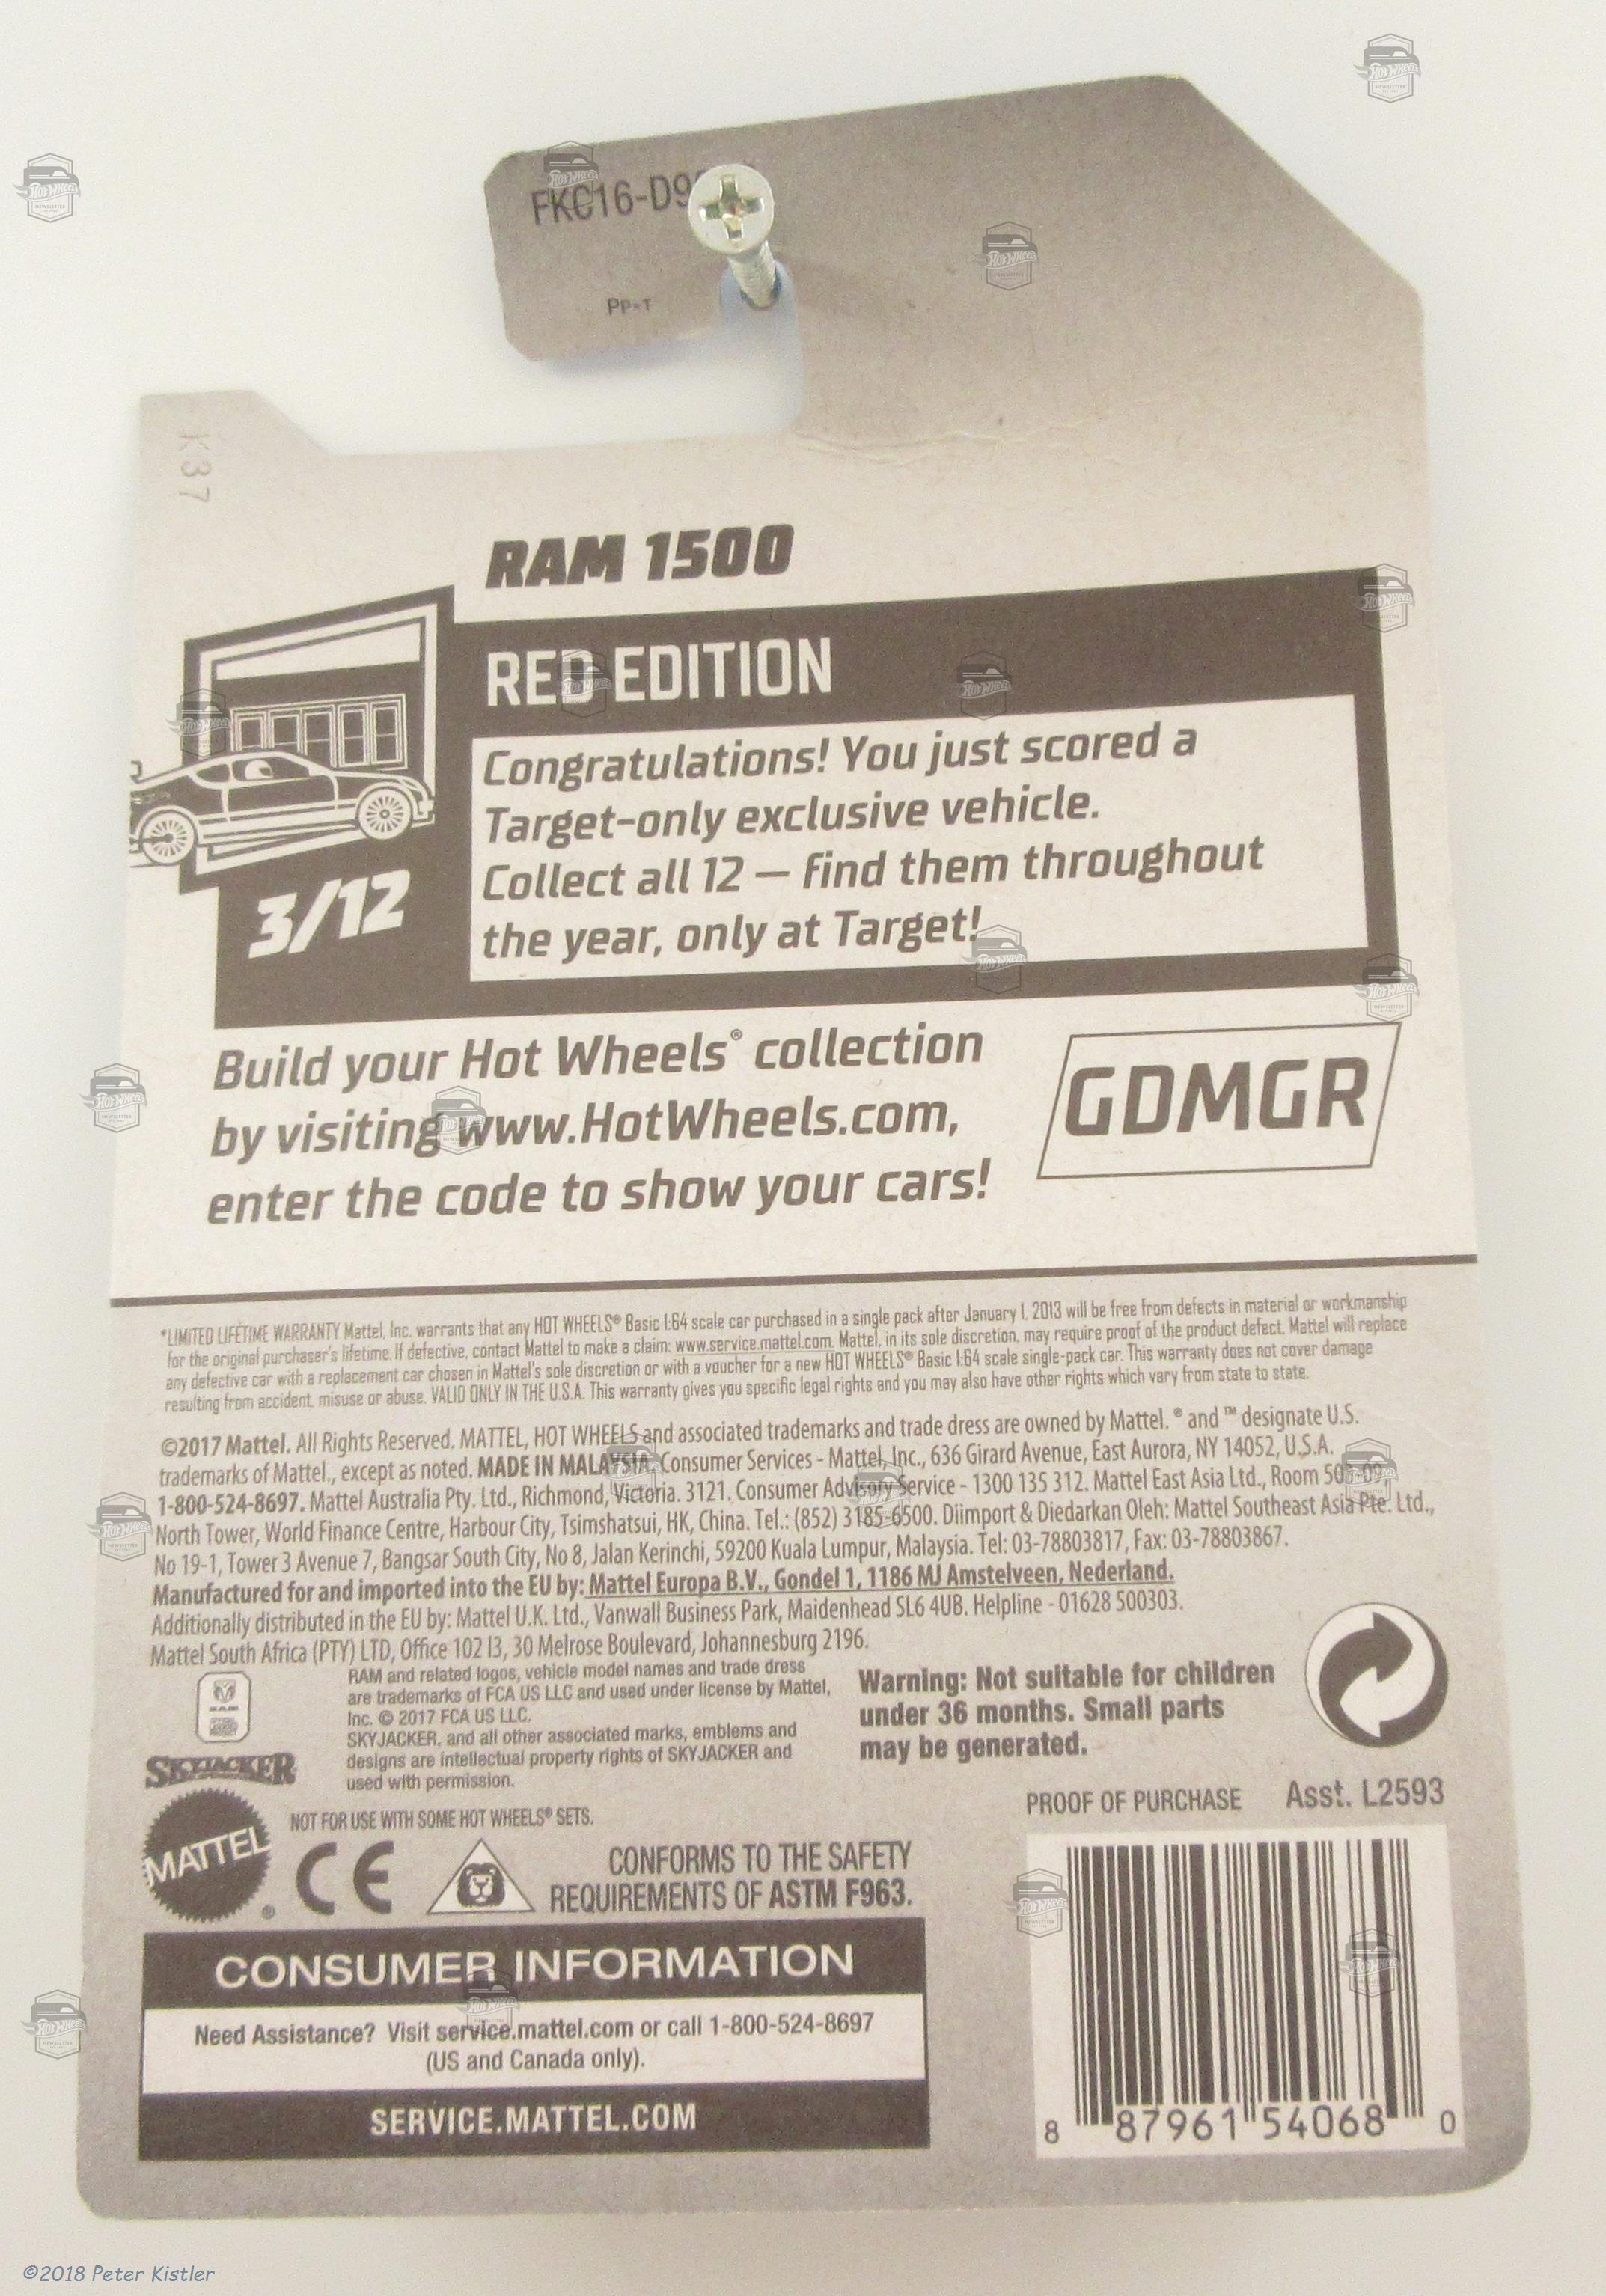 FKC16-D9
Pp-T
K37
RAM 1500
RED EDITION
Congratulations! You just scored a
Target-only exclusive vehicle.
Collect all 12 – find them throughout
the year, only at Target!
3/12
Build your Hot Wheels® collection
by visiting www.HotWheels.com,
enter the code to show your cars!
GDMGR
*LIMITED LIFETIME WARRANTY Mattel, Inc. warrants that any HOT WHEELS® Basic 1:64 scale car purchased in a single pack after January 1, 2013 will be free from defects in material or workmanship
for the original purchaser's lifetime. If defective, contact Mattel to make a claim: www.service.mattel.com. Mattel, in its sole discretion, may require proof of the product defect. Mattel will replace
any defective car with a replacement car chosen in Mattel's sole discretion or with a voucher for a new HOT WHEELS® Basic 1:64 scale single-pack car. This warranty does not cover damage
resulting from accident, misuse or abuse. VALID ONLY IN THE U.S.A. This warranty gives you specific legal rights and you may also have other rights which vary from state to state.
©2017 Mattel. All Rights Reserved. MATTEL, HOT WHEELS and associated trademarks and trade dress are owned by Mattel. ® and ™ designate U.S.
trademarks of Mattel., except as noted. MADE IN MALAYSIA. Consumer Services - Mattel, Inc., 636 Girard Avenue, East Aurora, NY 14052, U.S.A.
1-800-524-8697. Mattel Australia Pty. Ltd., Richmond, Victoria. 3121. Consumer Advisory Service - 1300 135 312. Mattel East Asia Ltd., Room 503-09,
North Tower, World Finance Centre, Harbour City, Tsimshatsui, HK, China. Tel.: (852) 3185-6500. Diimport & Diedarkan Oleh: Mattel Southeast Asia Pte. Ltd.,
No 19-1, Tower 3 Avenue 7, Bangsar South City, No 8, Jalan Kerinchi, 59200 Kuala Lumpur, Malaysia. Tel: 03-78803817, Fax: 03-78803867.
Manufactured for and imported into the EU by: Mattel Europa B.V., Gondel 1, 1186 MJ Amstelveen, Nederland.
Additionally distributed in the EU by: Mattel U.K. Ltd., Vanwall Business Park, Maidenhead SL6 4UB. Helpline - 01628 500303.
Mattel South Africa (PTY) LTD, Office 102 I3, 30 Melrose Boulevard, Johannesburg 2196.
RAM and related logos, vehicle model names and trade dress
are trademarks of FCA US LLC and used under license by Mattel,
Inc. © 2017 FCA US LLC.
SKYJACKER, and all other associated marks, emblems and
designs are intellectual property rights of SKYJACKER and
used with permission.
SKYJACKER
Warning: Not suitable for children
under 36 months. Small parts
may be generated.
NOT FOR USE WITH SOME HOT WHEELS® SETS.
MATTEL
CE
CONFORMS TO THE SAFETY
REQUIREMENTS OF ASTM F963.
PROOF OF PURCHASE Asst. L2593
CONSUMER INFORMATION
Need Assistance? Visit service.mattel.com or call 1-800-524-8697
(US and Canada only).
SERVICE.MATTEL.COM
8 87961 54068 0
©2018 Peter Kistler